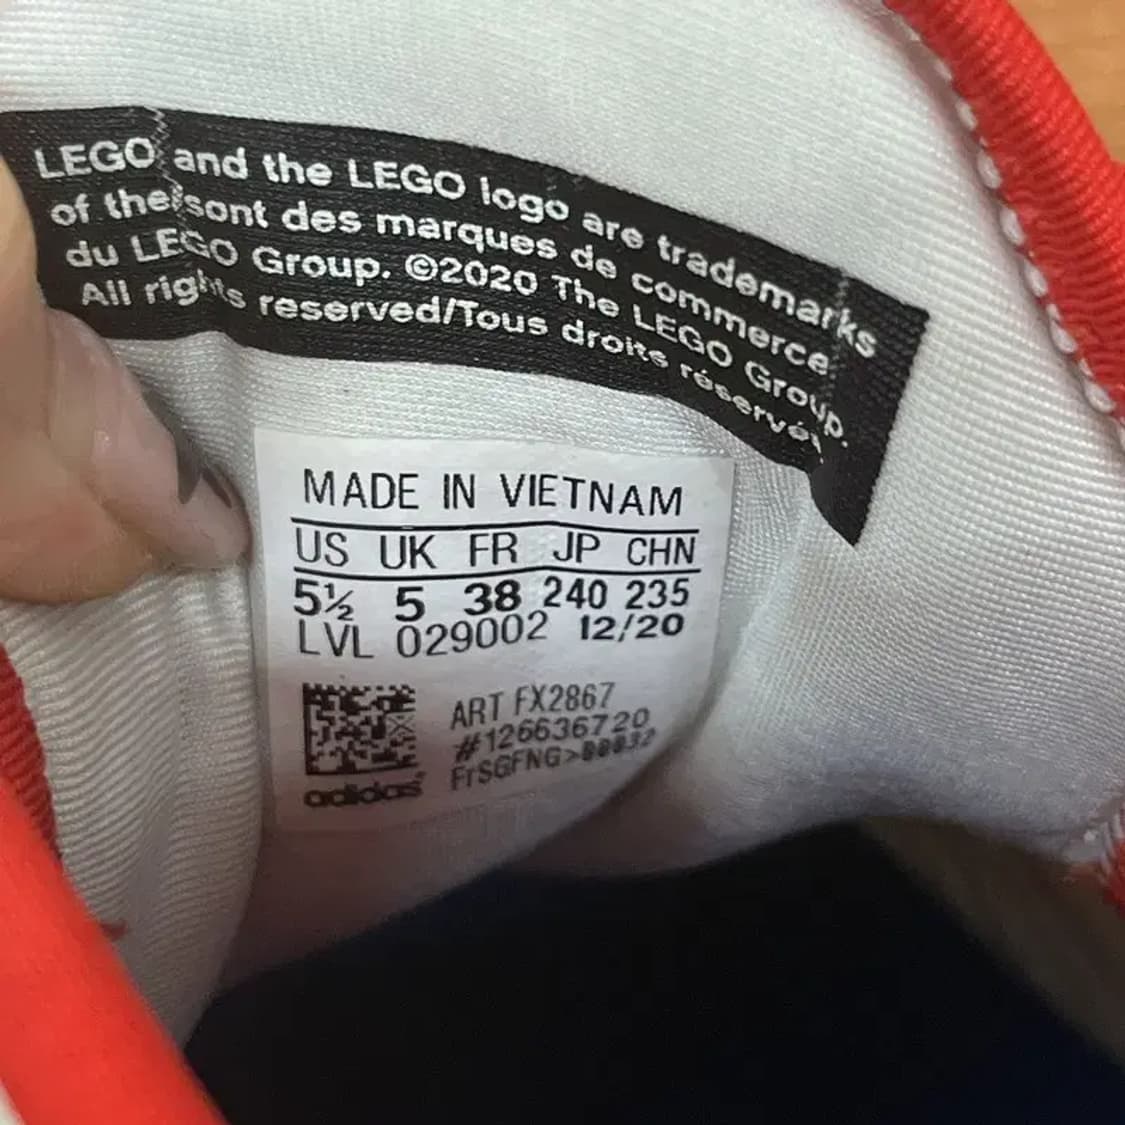 LEGO and the LEGO logo are trademarks
of the/sont des marques de commerce
du LEGO Group. ©2020 The LEGO Group.
All rights reserved/Tous droits réservés
MADE IN VIETNAM
US UK FR JP CHN
5½ 5 38 240 235
LVL 029002 12/20
ART FX2867
#126636720
FrSGFNG>
adidas